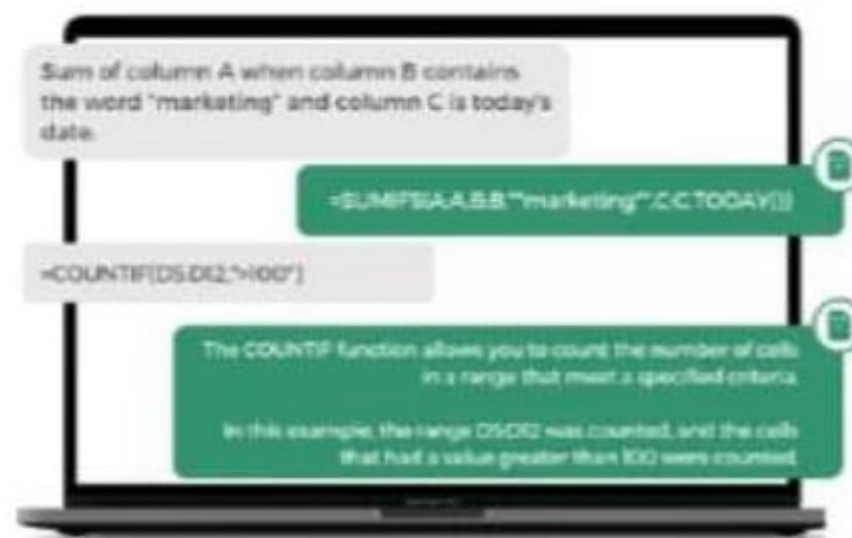 Sum of column A when column B contains
the word "marketing" and column C is today's
date.
=SUMIFS(A:A,B:B,"*marketing*",C:C,TODAY())
=COUNTIF(D5:D12,">100")
The COUNTIF function allows you to count the number of cells
in a range that meet a specified criteria.
In this example, the range D5:D12 was counted, and the cells
that had a value greater than 100 were counted.